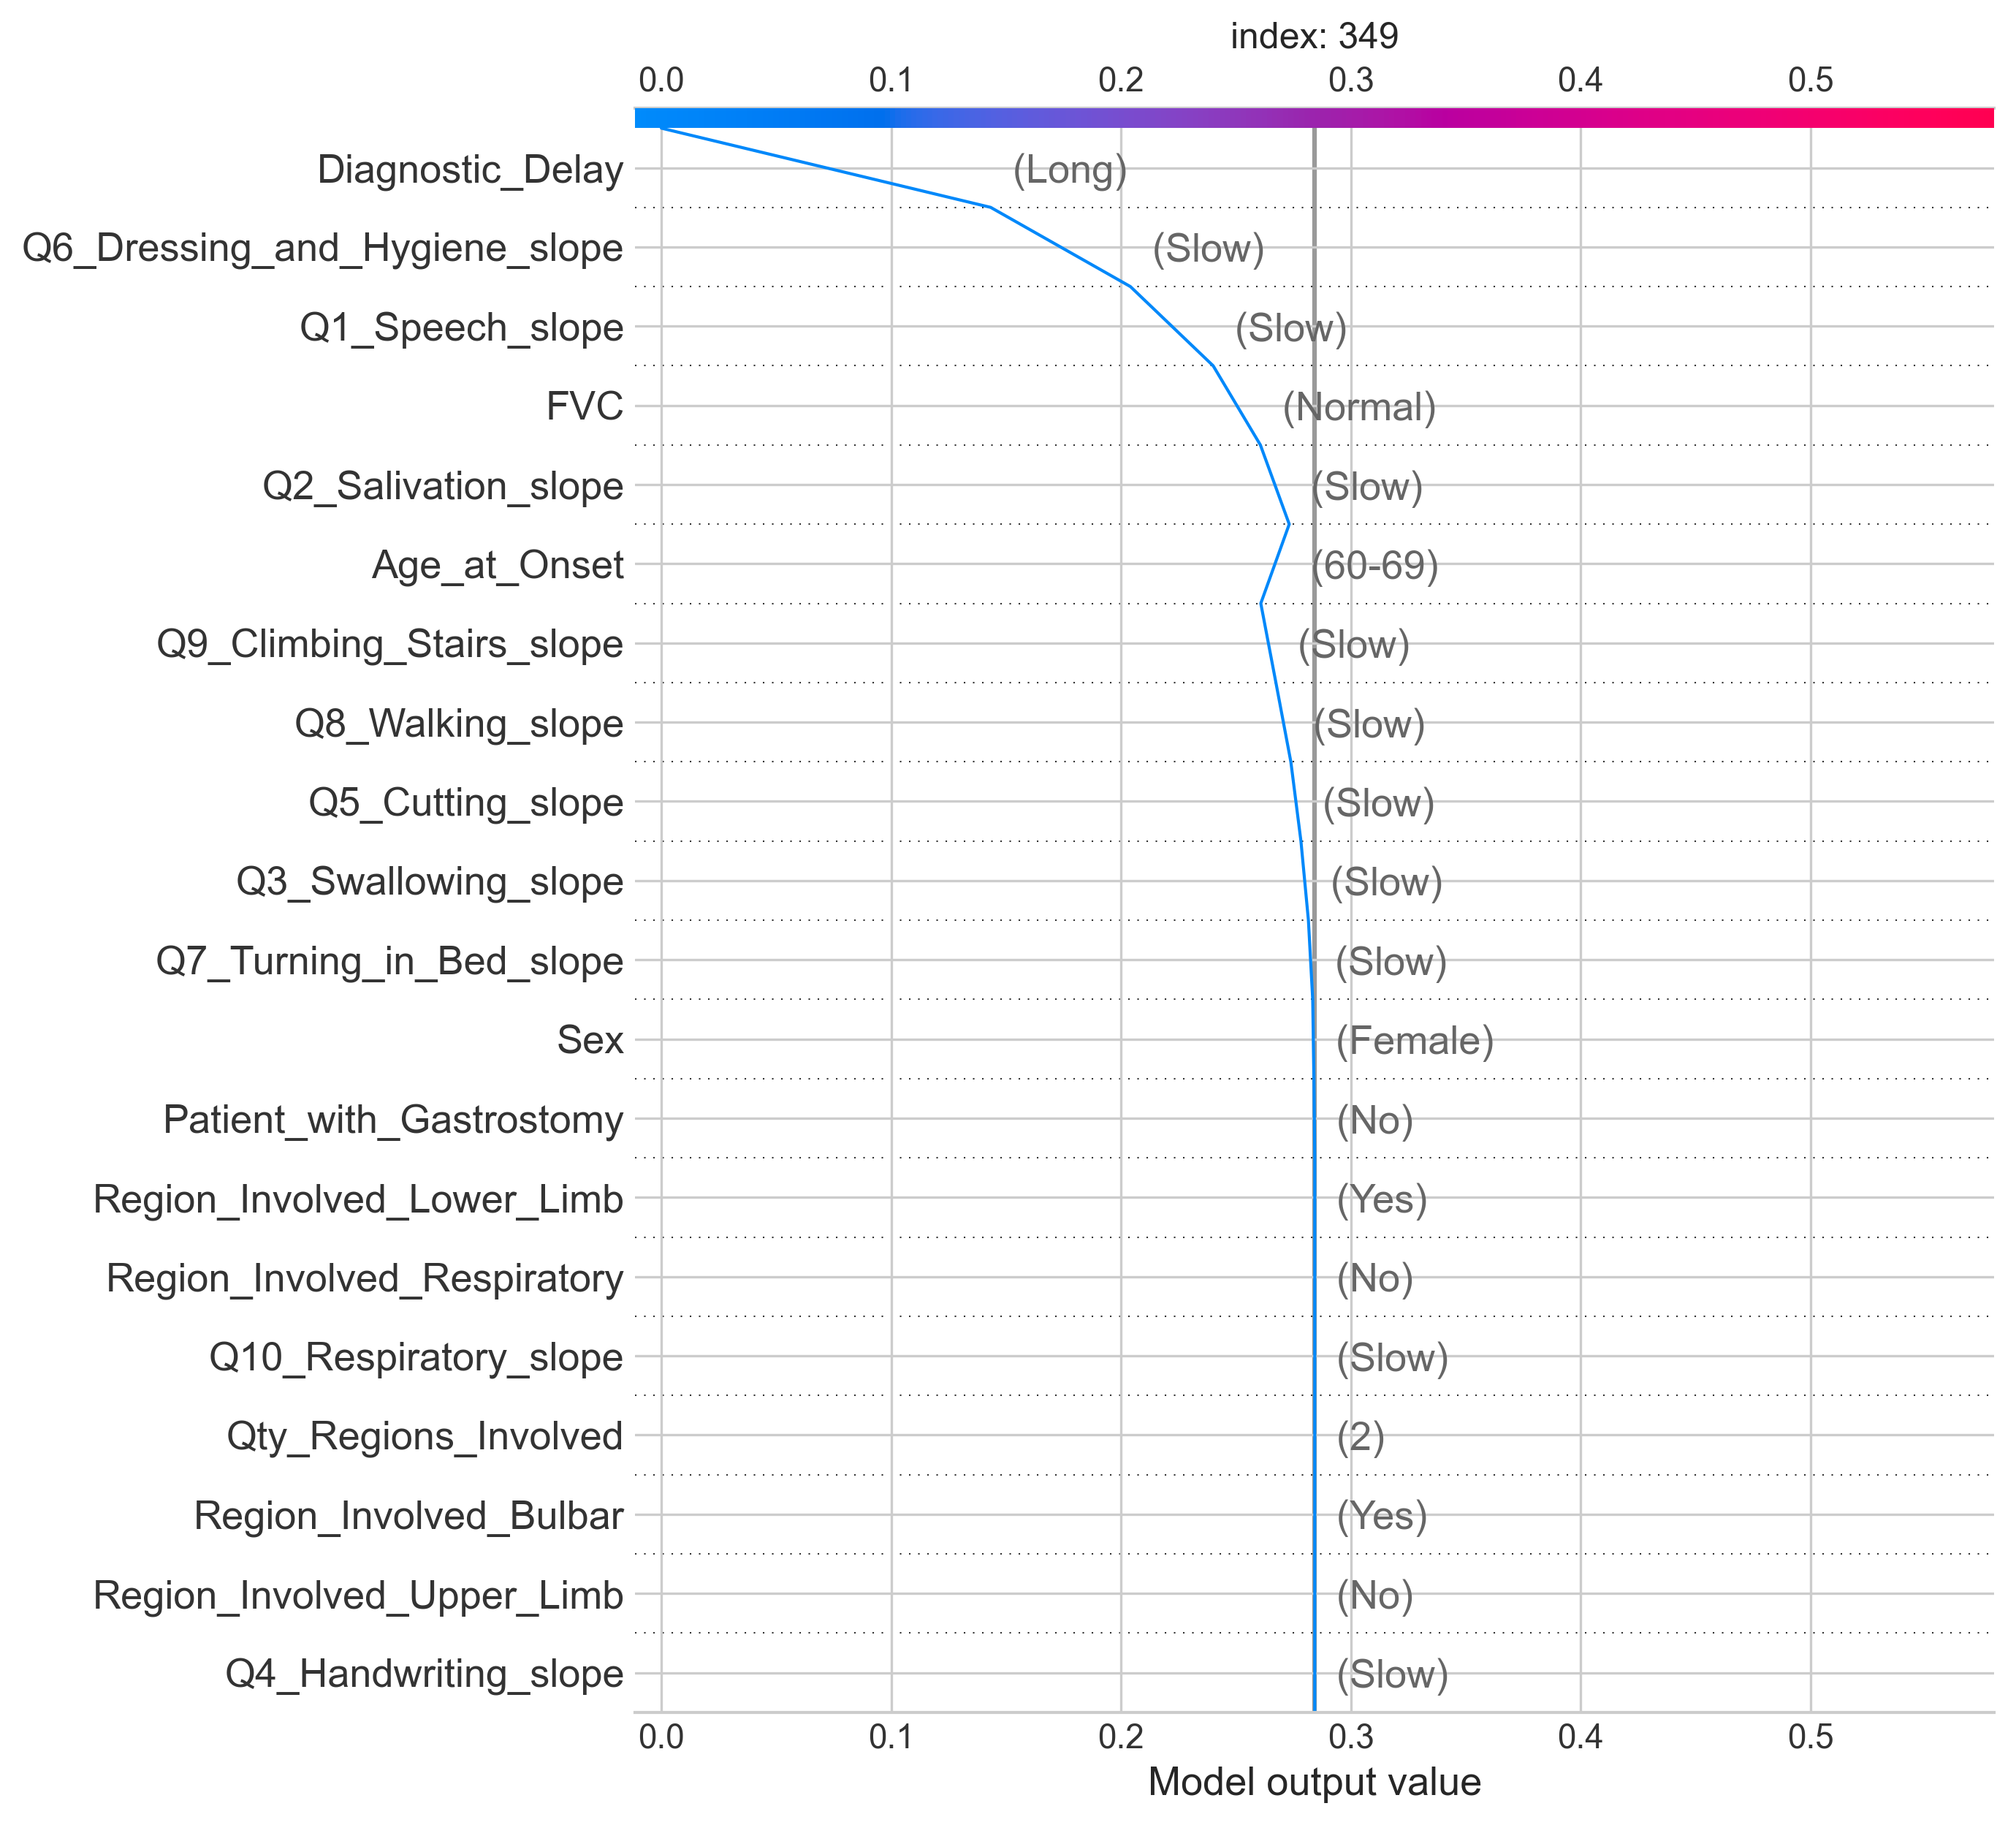 index: 349
0.0 0.1 0.2 0.3 0.4 0.5
Diagnostic_Delay (Long)
Q6_Dressing_and_Hygiene_slope (Slow)
Q1_Speech_slope (Slow)
FVC (Normal)
Q2_Salivation_slope (Slow)
Age_at_Onset (60-69)
Q9_Climbing_Stairs_slope (Slow)
Q8_Walking_slope (Slow)
Q5_Cutting_slope (Slow)
Q3_Swallowing_slope (Slow)
Q7_Turning_in_Bed_slope (Slow)
Sex (Female)
Patient_with_Gastrostomy (No)
Region_Involved_Lower_Limb (Yes)
Region_Involved_Respiratory (No)
Q10_Respiratory_slope (Slow)
Qty_Regions_Involved (2)
Region_Involved_Bulbar (Yes)
Region_Involved_Upper_Limb (No)
Q4_Handwriting_slope (Slow)
0.0 0.1 0.2 0.3 0.4 0.5
Model output value